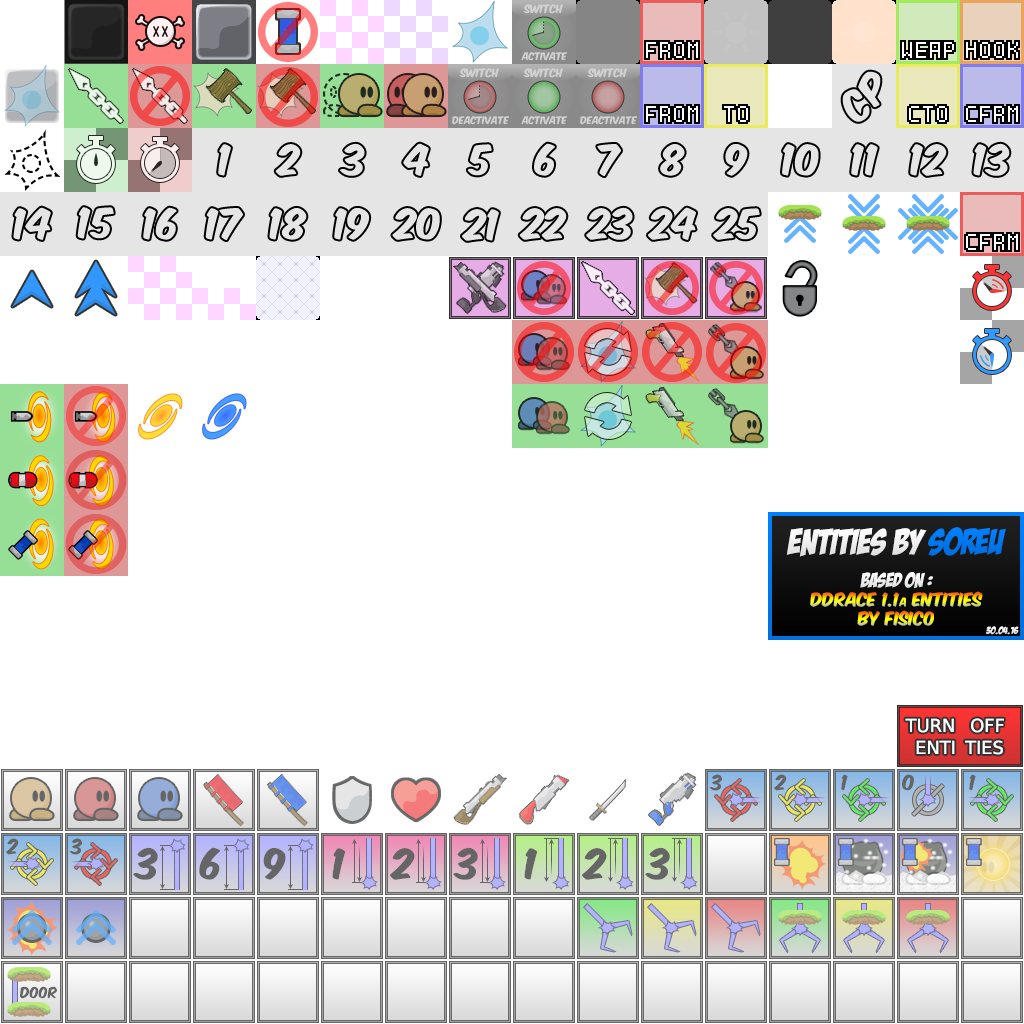 SWITCH
ACTIVATE
FROM
WEAP
HOOK
SWITCH
DEACTIVATE
SWITCH
ACTIVATE
SWITCH
DEACTIVATE
FROM
TO
CP
CTO
CFRM
1 2 3 4 5 6 7 8 9 10 11 12 13
14 15 16 17 18 19 20 21 22 23 24 25
CFRM
ENTITIES BY SOREU
BASED ON :
DDRACE 1.1A ENTITIES
BY FISICO
30.04.16
TURN OFF
ENTI TIES
3 2 1 0 1
2 3 3 6 9 1 2 3 1 2 3
DOOR